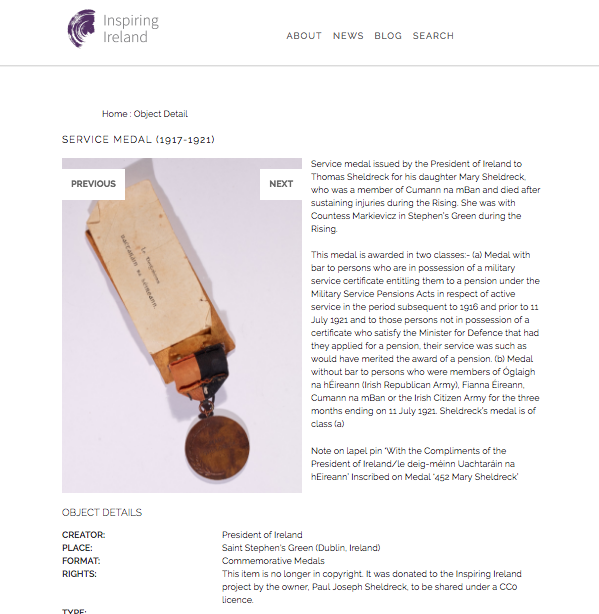 Inspiring
Ireland
ABOUT NEWS BLOG SEARCH
Home : Object Detail
SERVICE MEDAL (1917-1921)
PREVIOUS
NEXT
le deig-méinn
uachtaráin na héireann
Service medal issued by the President of Ireland to
Thomas Sheldreck for his daughter Mary Sheldreck,
who was a member of Cumann na mBan and died after
sustaining injuries during the Rising. She was with
Countess Markievicz in Stephen's Green during the
Rising.
This medal is awarded in two classes:- (a) Medal with
bar to persons who are in possession of a military
service certificate entitling them to a pension under the
Military Service Pensions Acts in respect of active
service in the period subsequent to 1916 and prior to 11
July 1921 and to those persons not in possession of a
certificate who satisfy the Minister for Defence that had
they applied for a pension, their service was such as
would have merited the award of a pension. (b) Medal
without bar to persons who were members of Óglaigh
na hÉireann (Irish Republican Army), Fianna Éireann,
Cumann na mBan or the Irish Citizen Army for the three
months ending on 11 July 1921. Sheldreck's medal is of
class (a)
Note on lapel pin 'With the Compliments of the
President of Ireland/le deig-méinn Uachtaráin na
hEireann' Inscribed on Medal '452 Mary Sheldreck'
OBJECT DETAILS
CREATOR: President of Ireland
PLACE: Saint Stephen's Green (Dublin, Ireland)
FORMAT: Commemorative Medals
RIGHTS: This item is no longer in copyright. It was donated to the Inspiring Ireland
project by the owner, Paul Joseph Sheldreck, to be shared under a CC0
licence.
TYPE: